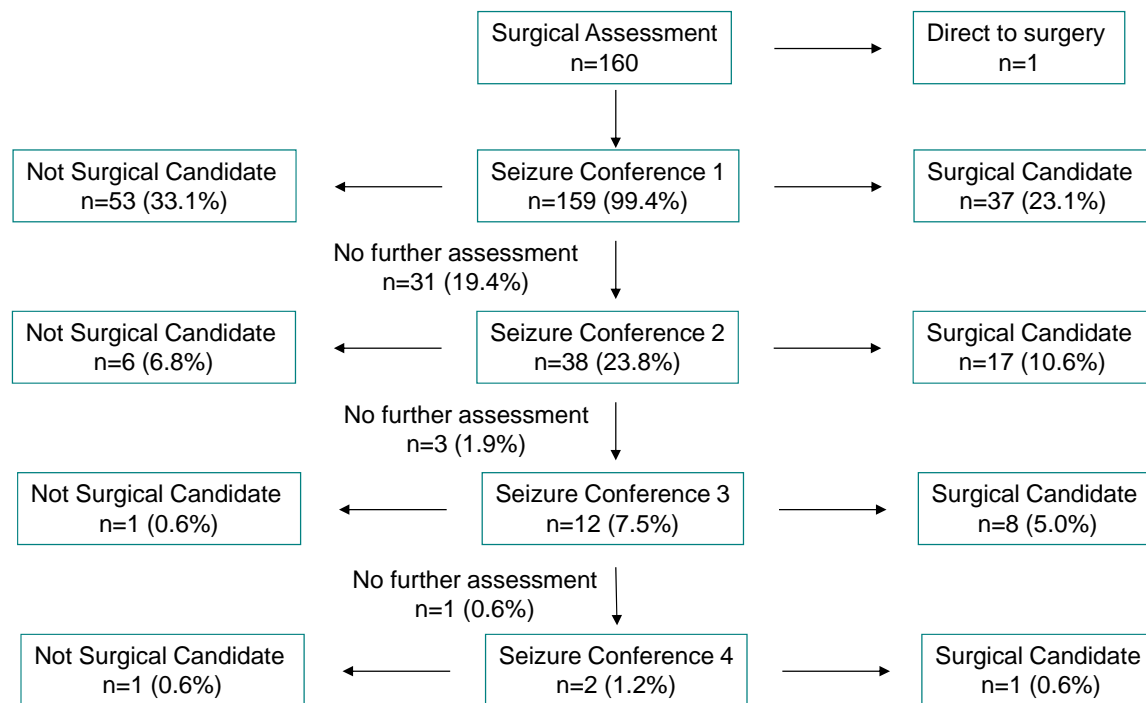 Surgical Assessment
n=160
Direct to surgery
n=1
Not Surgical Candidate
n=53 (33.1%)
Seizure Conference 1
n=159 (99.4%)
Surgical Candidate
n=37 (23.1%)
No further assessment
n=31 (19.4%)
Not Surgical Candidate
n=6 (6.8%)
Seizure Conference 2
n=38 (23.8%)
Surgical Candidate
n=17 (10.6%)
No further assessment
n=3 (1.9%)
Not Surgical Candidate
n=1 (0.6%)
Seizure Conference 3
n=12 (7.5%)
Surgical Candidate
n=8 (5.0%)
No further assessment
n=1 (0.6%)
Not Surgical Candidate
n=1 (0.6%)
Seizure Conference 4
n=2 (1.2%)
Surgical Candidate
n=1 (0.6%)